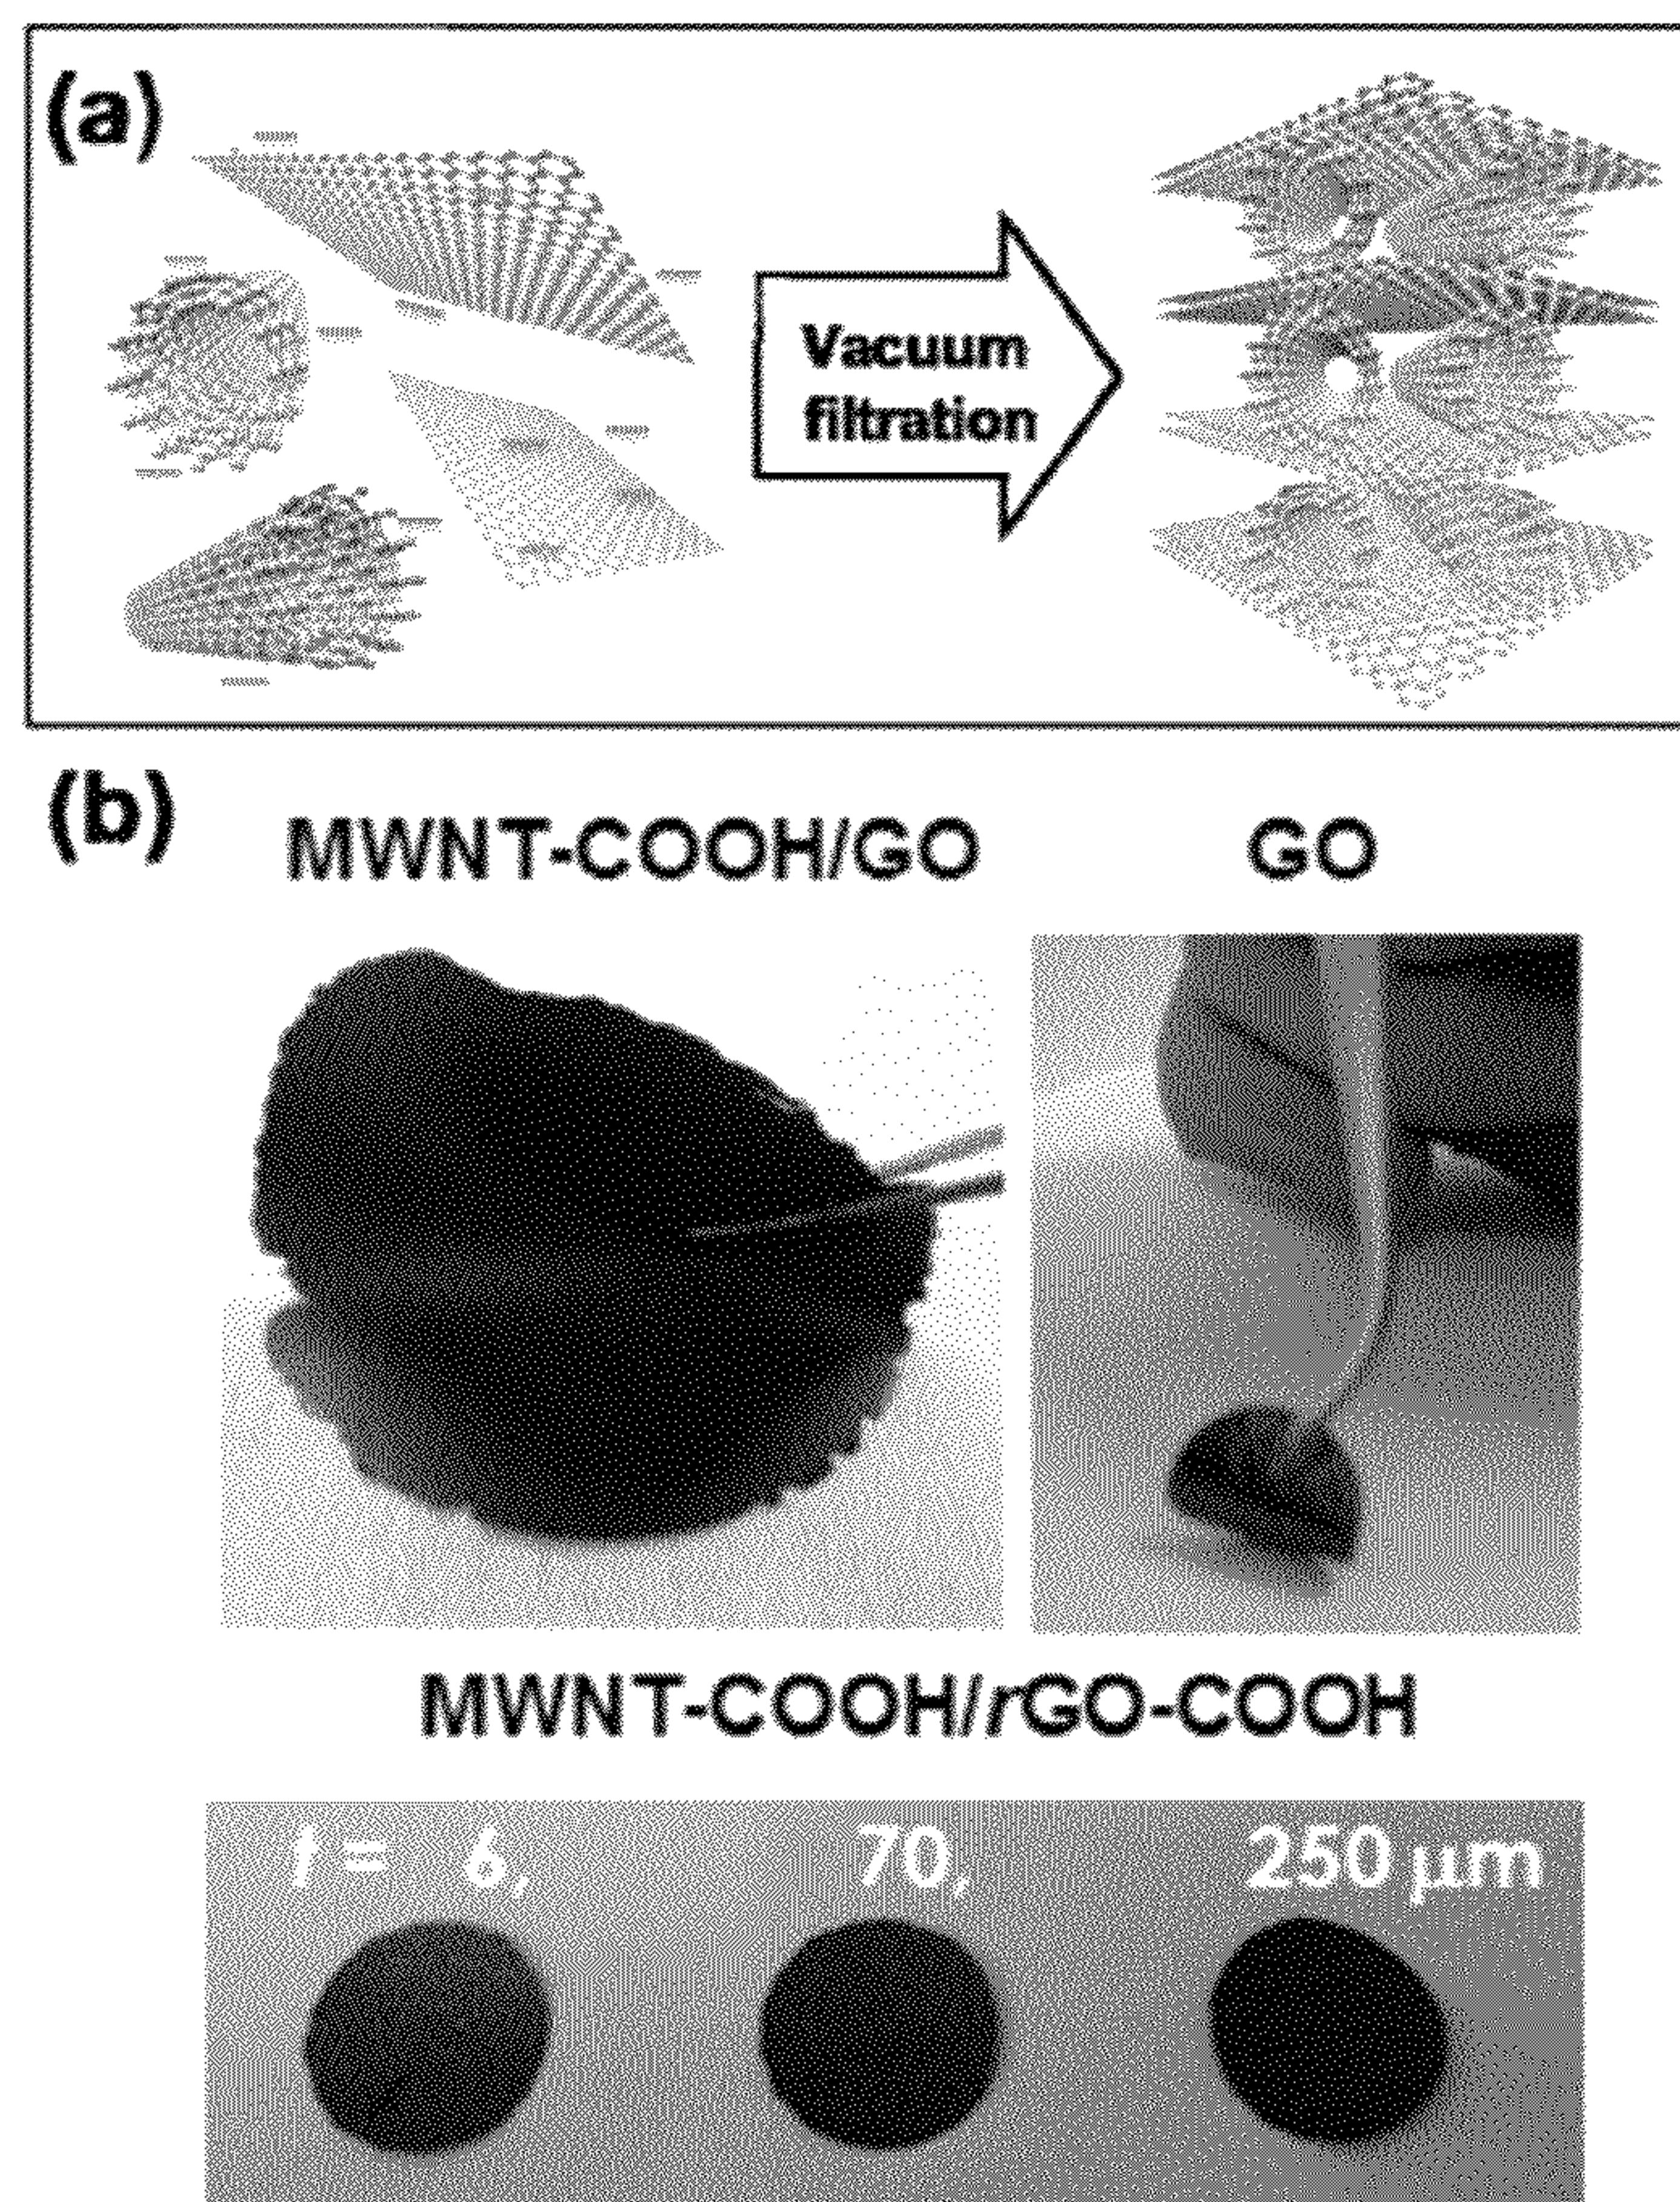 (a)
Vacuum
filtration
(b)
MWNT-COOH/GO
GO
MWNT-COOH/rGO-COOH
t = 6, 70, 250 μm